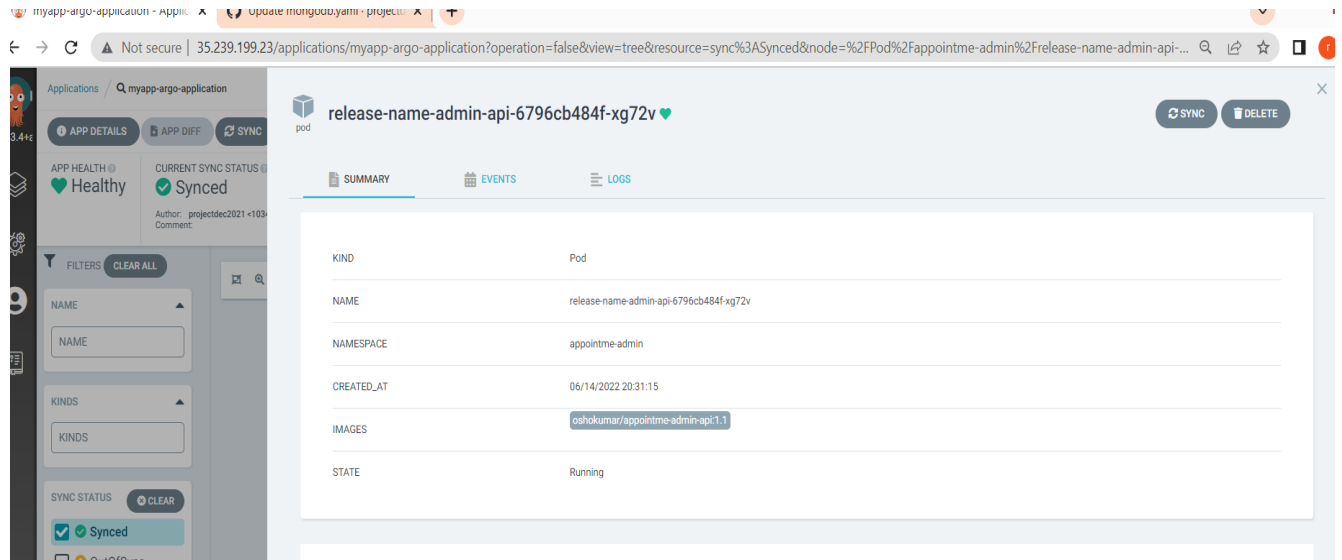 myapp-argo-application - Applic
Update mongodb.yaml · projectd
Not secure | 35.239.199.23/applications/myapp-argo-application?operation=false&view=tree&resource=sync%3ASynced&node=%2FPod%2Fappointme-admin%2Frelease-name-admin-api-...
r
Applications / myapp-argo-application
APP DETAILS APP DIFF SYNC
3.4+
APP HEALTH CURRENT SYNC STATUS
Healthy Synced
Author: projectdec2021 <103
Comment:
FILTERS CLEAR ALL
NAME
NAME
KINDS
KINDS
SYNC STATUS CLEAR
Synced
OutOfSync
pod
release-name-admin-api-6796cb484f-xg72v
SYNC DELETE
X
SUMMARY EVENTS LOGS
KIND Pod
NAME release-name-admin-api-6796cb484f-xg72v
NAMESPACE appointme-admin
CREATED_AT 06/14/2022 20:31:15
IMAGES oshokumar/appointme-admin-api:1.1
STATE Running